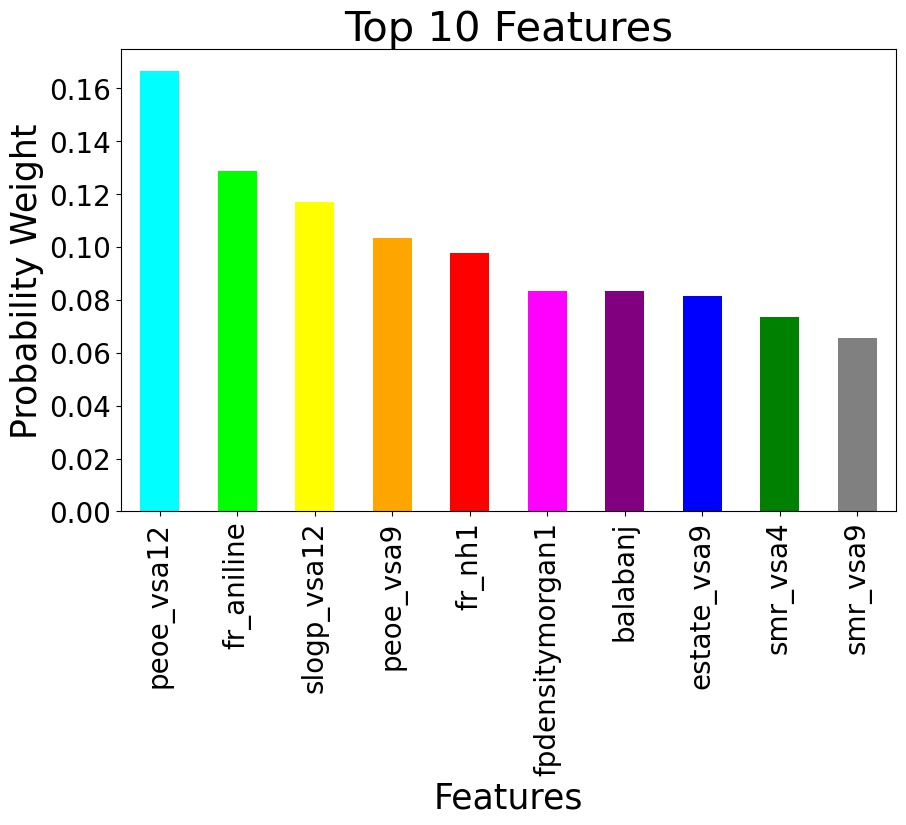 Top 10 Features
Probability Weight
0.16
0.14
0.12
0.10
0.08
0.06
0.04
0.02
0.00
peoe_vsa12
fr_aniline
slogp_vsa12
peoe_vsa9
fr_nh1
fpdensitymorgan1
balabanj
estate_vsa9
smr_vsa4
smr_vsa9
Features